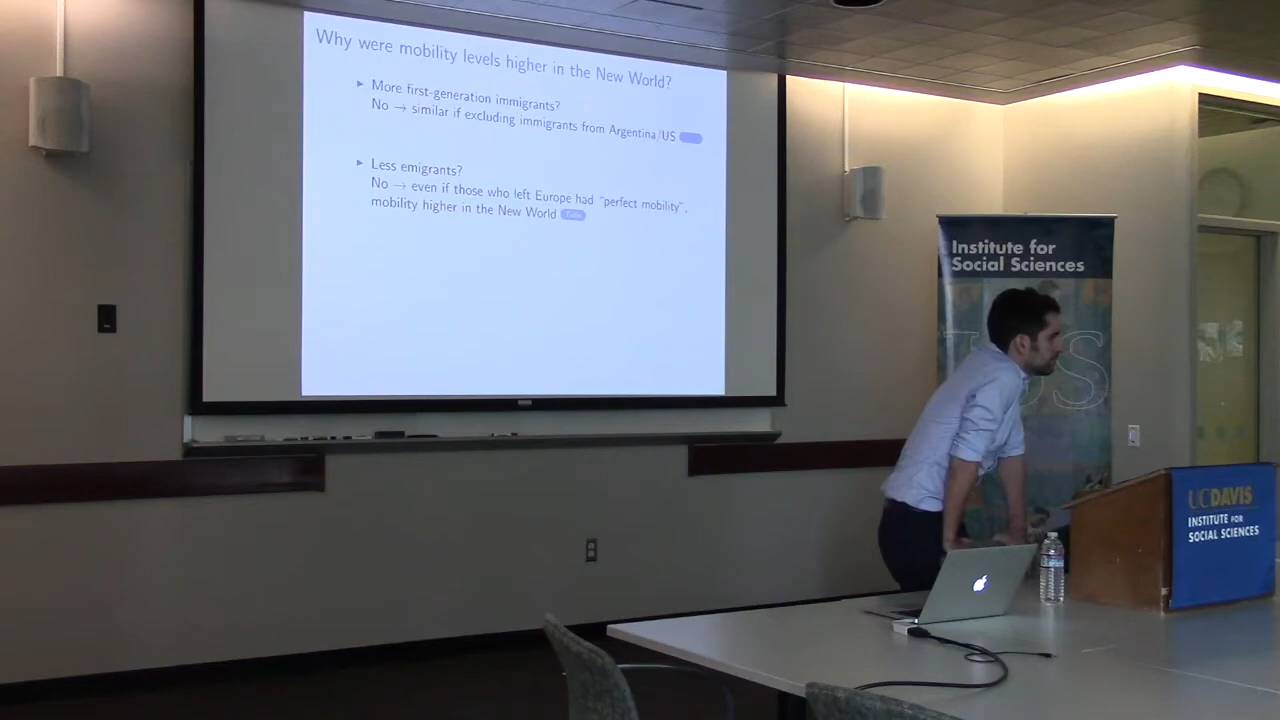 Why were mobility levels higher in the New World?
More first-generation immigrants?
No → similar if excluding immigrants from Argentina/US
Less emigrants?
No → even if those who left Europe had "perfect mobility",
mobility higher in the New World
Institute for
Social Sciences
UCDAVIS
INSTITUTE FOR
SOCIAL SCIENCES